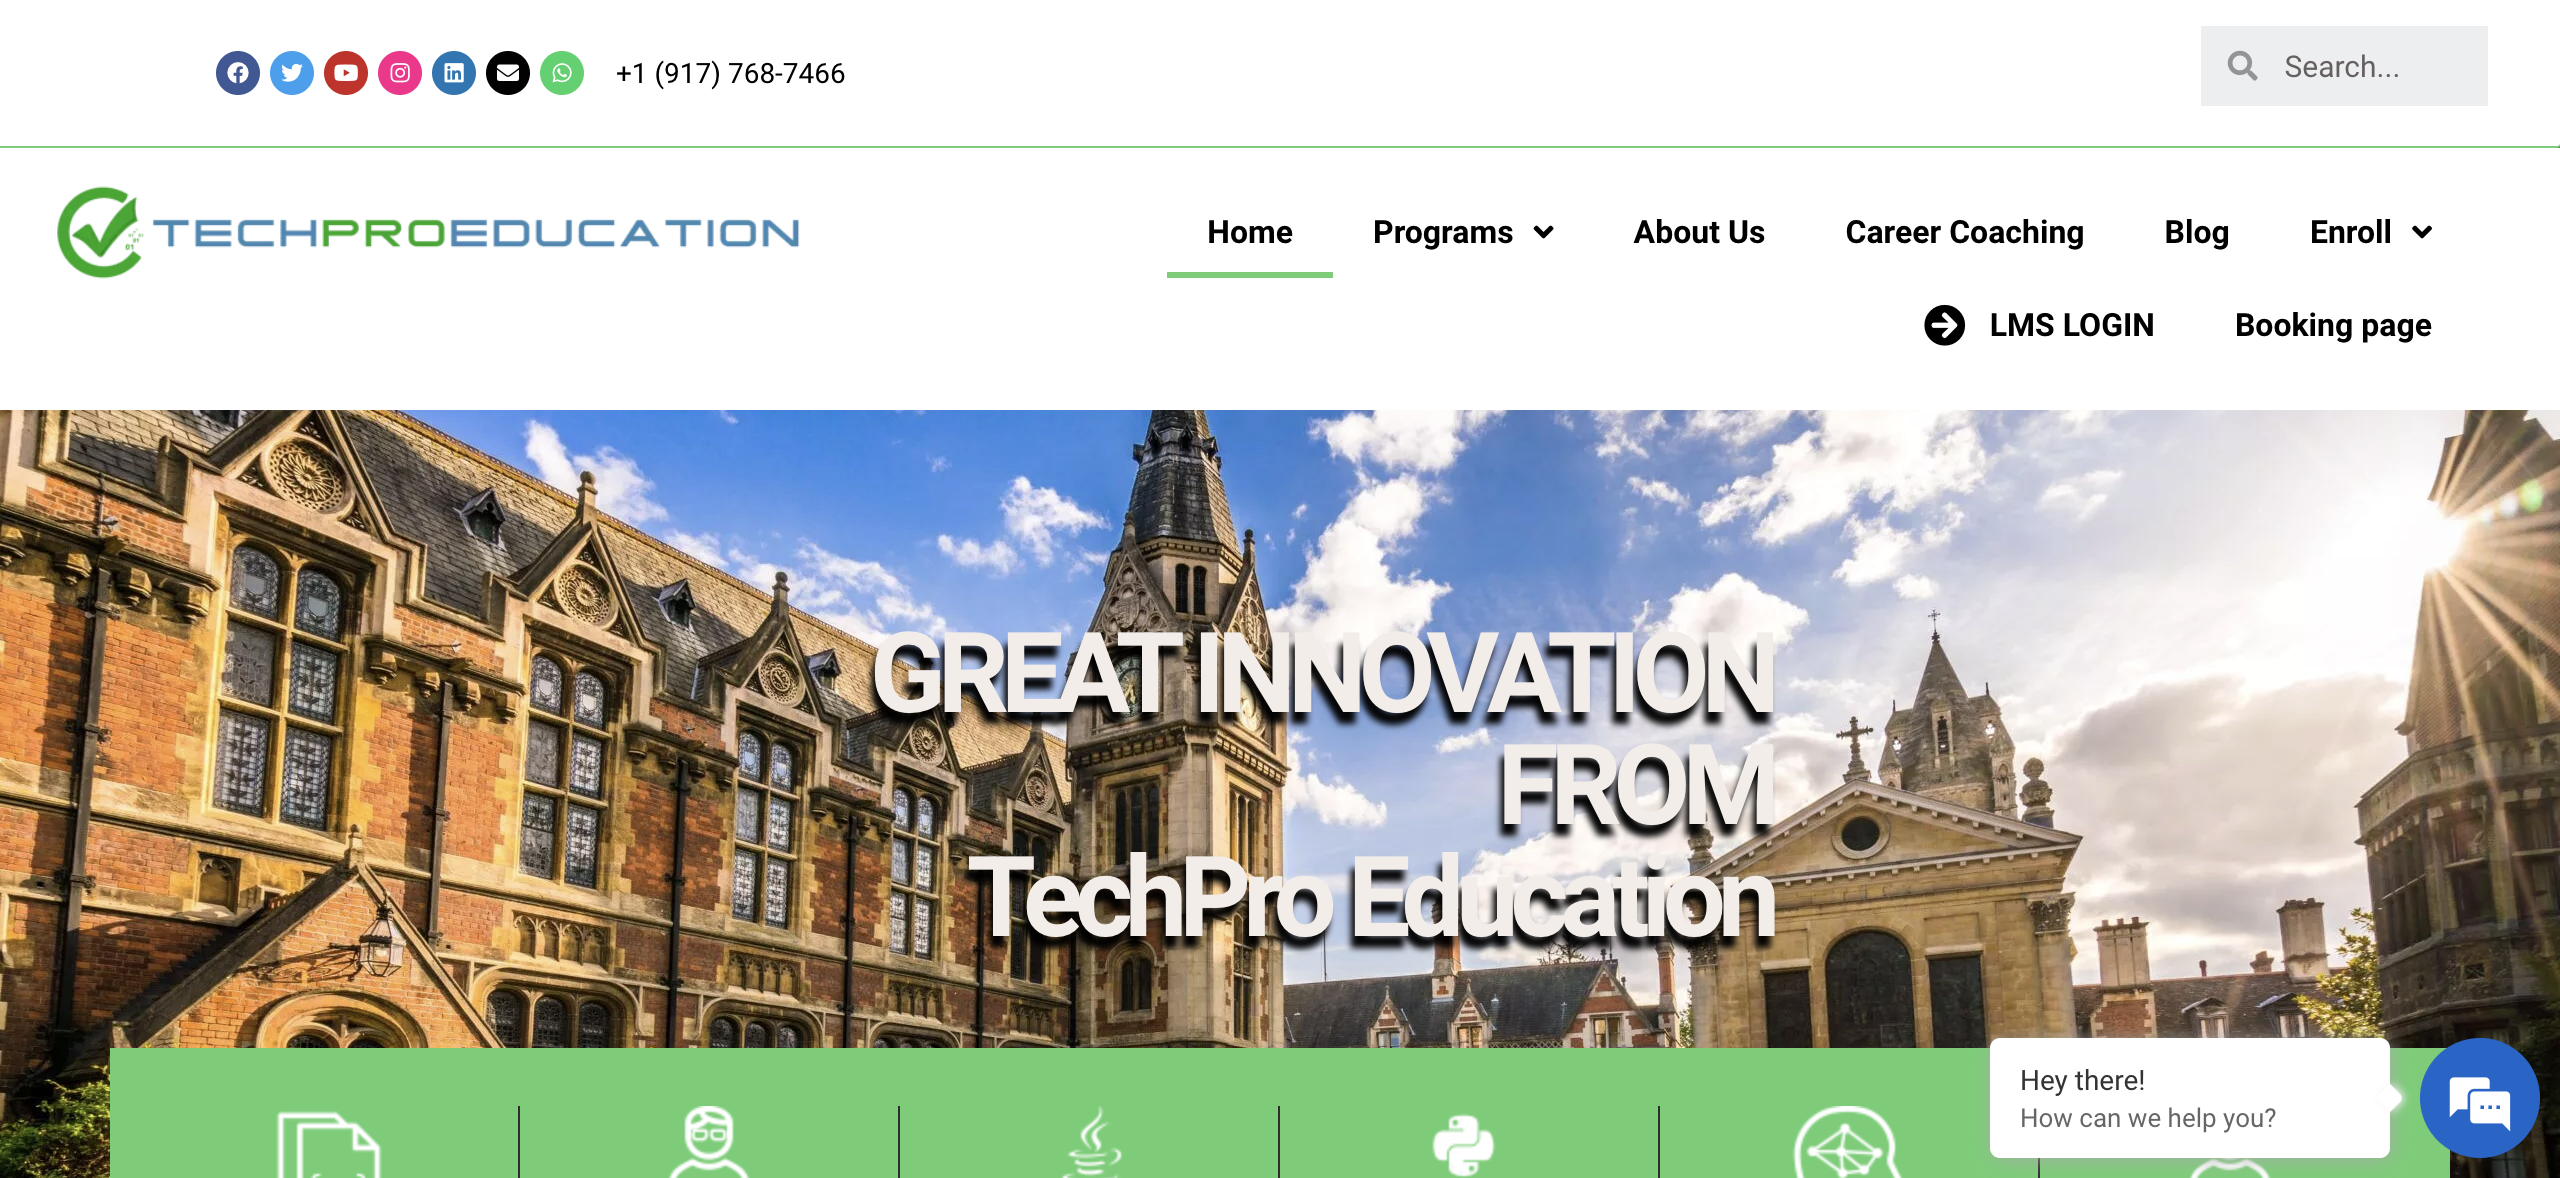 +1 (917) 768-7466
Search...
TECHPROEDUCATION
Home Programs About Us Career Coaching Blog Enroll
LMS LOGIN Booking page
GREAT INNOVATION
FROM
TechPro Education
Hey there!
How can we help you?